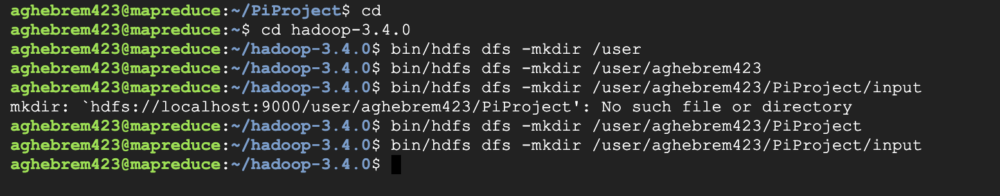 aghebrem423@mapreduce:~/PiProject$ cd
aghebrem423@mapreduce:~$ cd hadoop-3.4.0
aghebrem423@mapreduce:~/hadoop-3.4.0$ bin/hdfs dfs -mkdir /user
aghebrem423@mapreduce:~/hadoop-3.4.0$ bin/hdfs dfs -mkdir /user/aghebrem423
aghebrem423@mapreduce:~/hadoop-3.4.0$ bin/hdfs dfs -mkdir /user/aghebrem423/PiProject/input
mkdir: `hdfs://localhost:9000/user/aghebrem423/PiProject': No such file or directory
aghebrem423@mapreduce:~/hadoop-3.4.0$ bin/hdfs dfs -mkdir /user/aghebrem423/PiProject
aghebrem423@mapreduce:~/hadoop-3.4.0$ bin/hdfs dfs -mkdir /user/aghebrem423/PiProject/input
aghebrem423@mapreduce:~/hadoop-3.4.0$